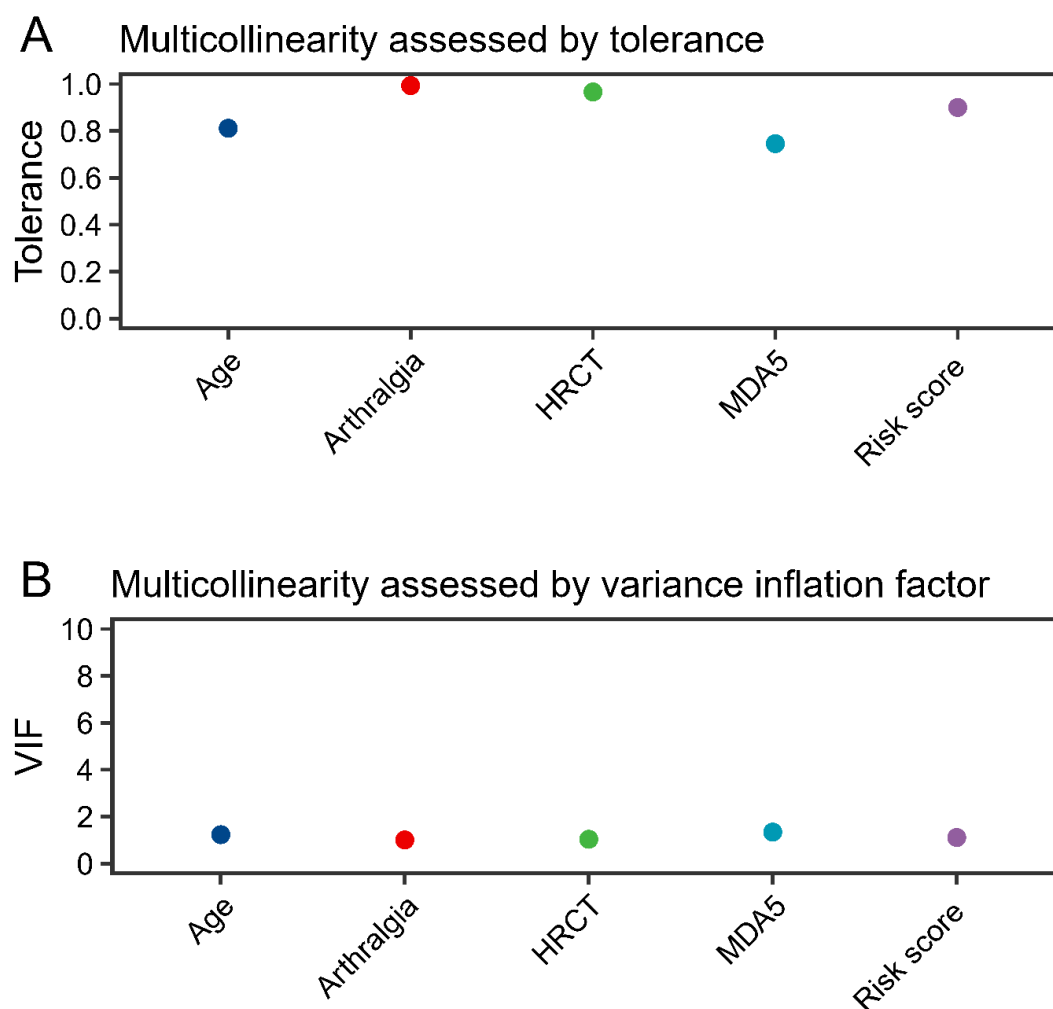 A Multicollinearity assessed by tolerance
Tolerance
1.0
0.8
0.6
0.4
0.2
0.0
Age
Arthralgia
HRCT
MDA5
Risk score
B Multicollinearity assessed by variance inflation factor
VIF
10
8
6
4
2
0
Age
Arthralgia
HRCT
MDA5
Risk score